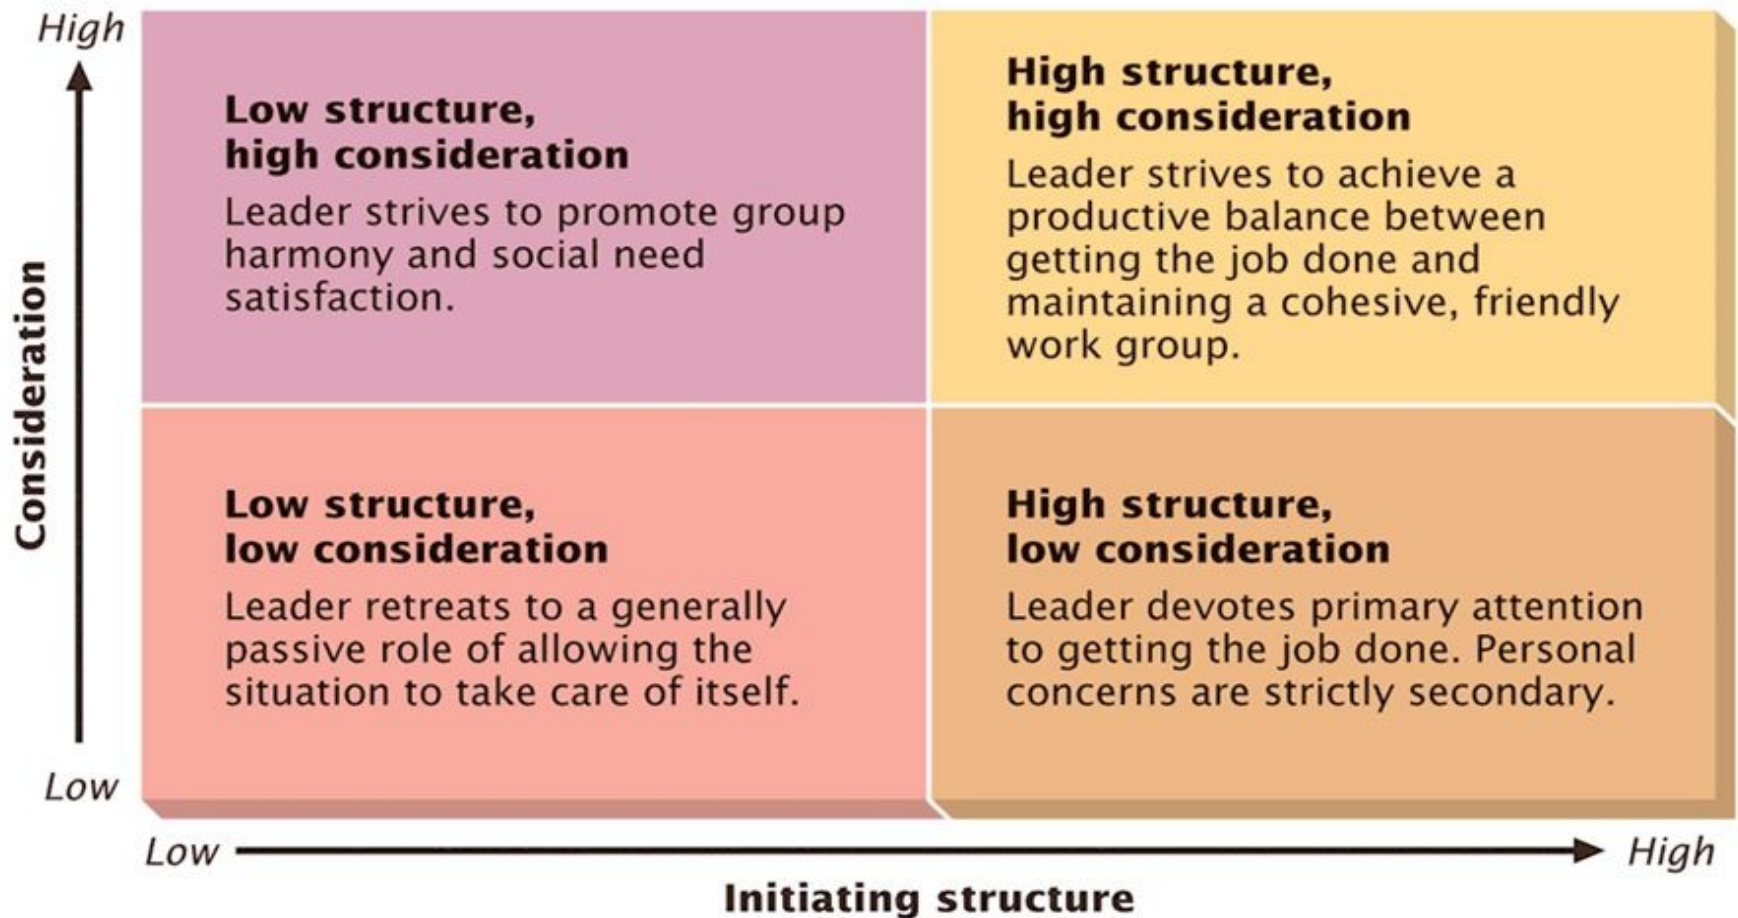 High
Low structure,
high consideration
Leader strives to promote group
harmony and social need
satisfaction.
High structure,
high consideration
Leader strives to achieve a
productive balance between
getting the job done and
maintaining a cohesive, friendly
work group.
Consideration
Low structure,
low consideration
Leader retreats to a generally
passive role of allowing the
situation to take care of itself.
High structure,
low consideration
Leader devotes primary attention
to getting the job done. Personal
concerns are strictly secondary.
Low
Low
High
Initiating structure